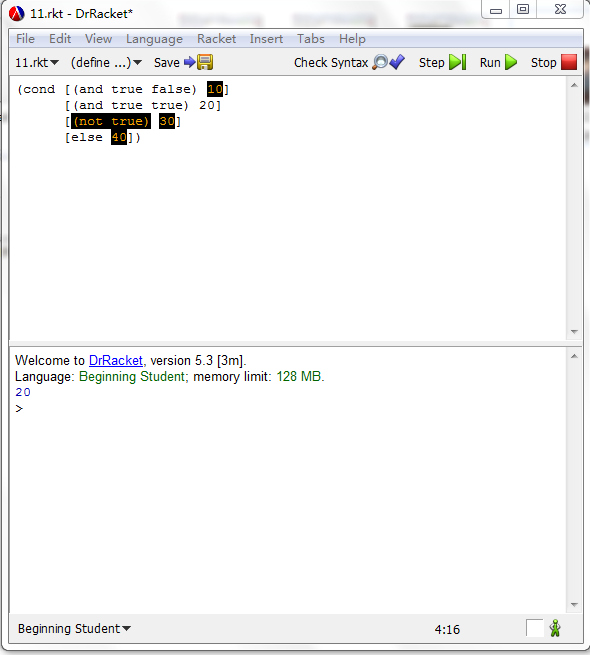 11.rkt - DrRacket*
File Edit View Language Racket Insert Tabs Help
11.rkt (define ...) Save Check Syntax Step Run Stop
(cond [(and true false) 10]
[(and true true) 20]
[(not true) 30]
[else 40])
Welcome to DrRacket, version 5.3 [3m].
Language: Beginning Student; memory limit: 128 MB.
20
>
Beginning Student 4:16